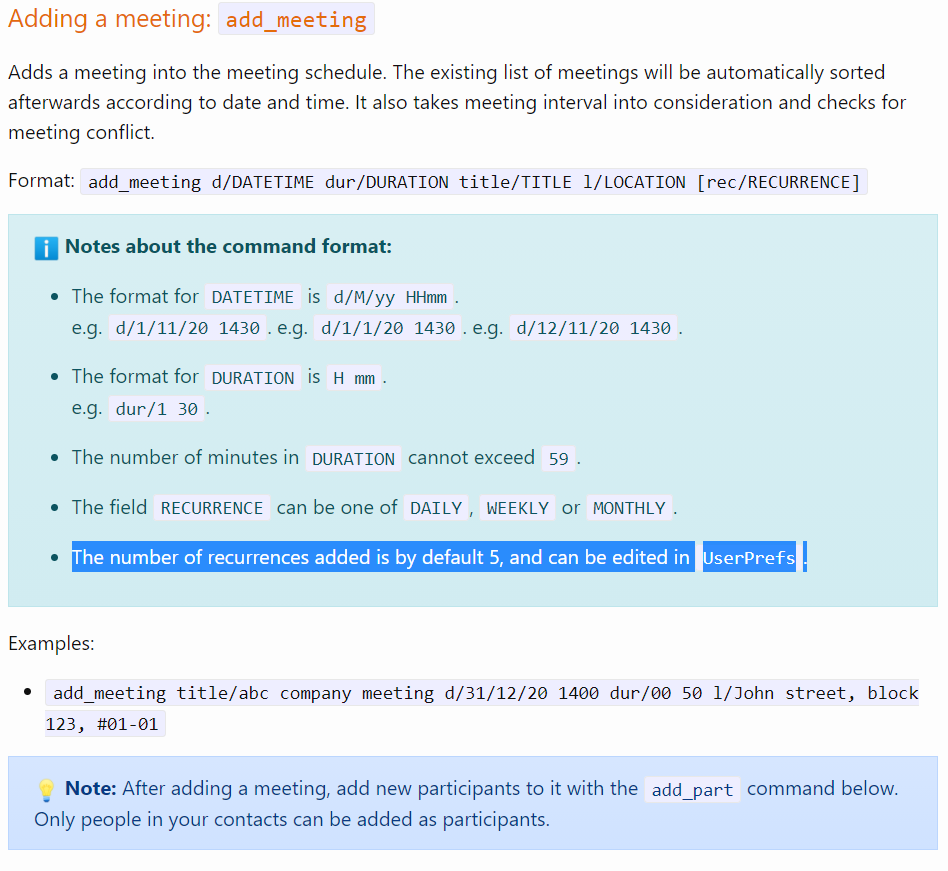 Adding a meeting: add_meeting
Adds a meeting into the meeting schedule. The existing list of meetings will be automatically sorted
afterwards according to date and time. It also takes meeting interval into consideration and checks for
meeting conflict.
Format: add_meeting d/DATETIME dur/DURATION title/TITLE l/LOCATION [rec/RECURRENCE]
Notes about the command format:
• The format for DATETIME is d/M/yy HHmm.
e.g. d/1/11/20 1430. e.g. d/1/1/20 1430. e.g. d/12/11/20 1430.
• The format for DURATION is H mm.
e.g. dur/1 30.
• The number of minutes in DURATION cannot exceed 59.
• The field RECURRENCE can be one of DAILY, WEEKLY or MONTHLY.
• The number of recurrences added is by default 5, and can be edited in UserPrefs.
Examples:
• add_meeting title/abc company meeting d/31/12/20 1400 dur/00 50 l/John street, block
123, #01-01
Note: After adding a meeting, add new participants to it with the add_part command below.
Only people in your contacts can be added as participants.